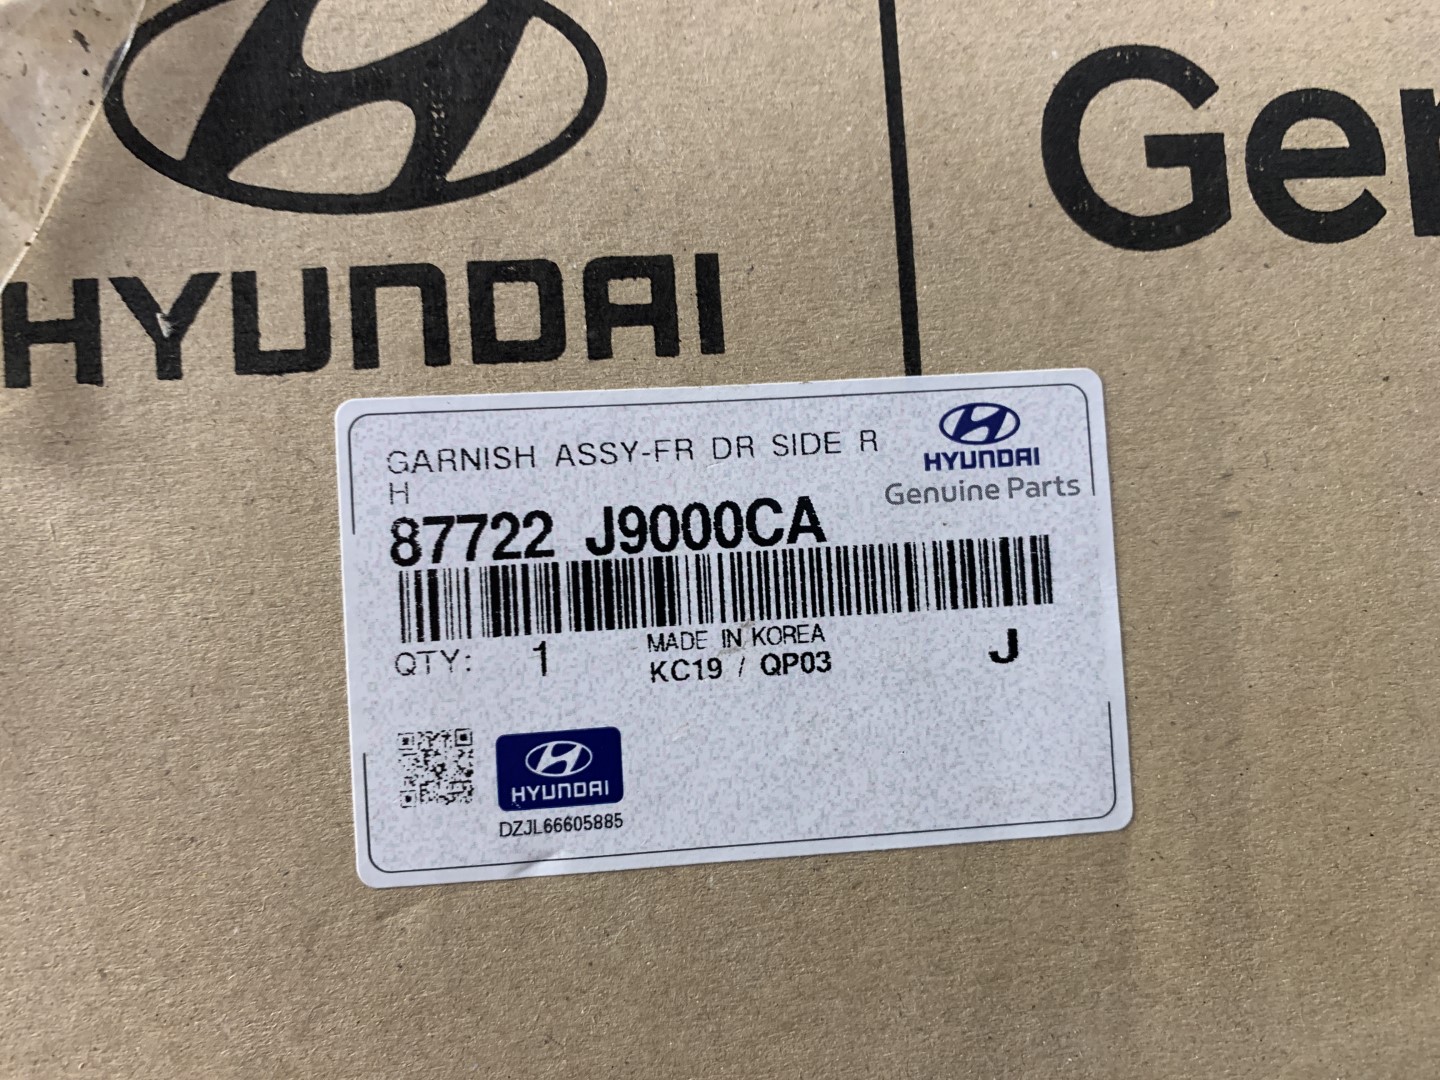 HYUNDAI
Gen
GARNISH ASSY-FR DR SIDE R
H
HYUNDAI
Genuine Parts
87722 J9000CA
QTY: 1
MADE IN KOREA
KC19 / QP03
J
HYUNDAI
DZJL66605885